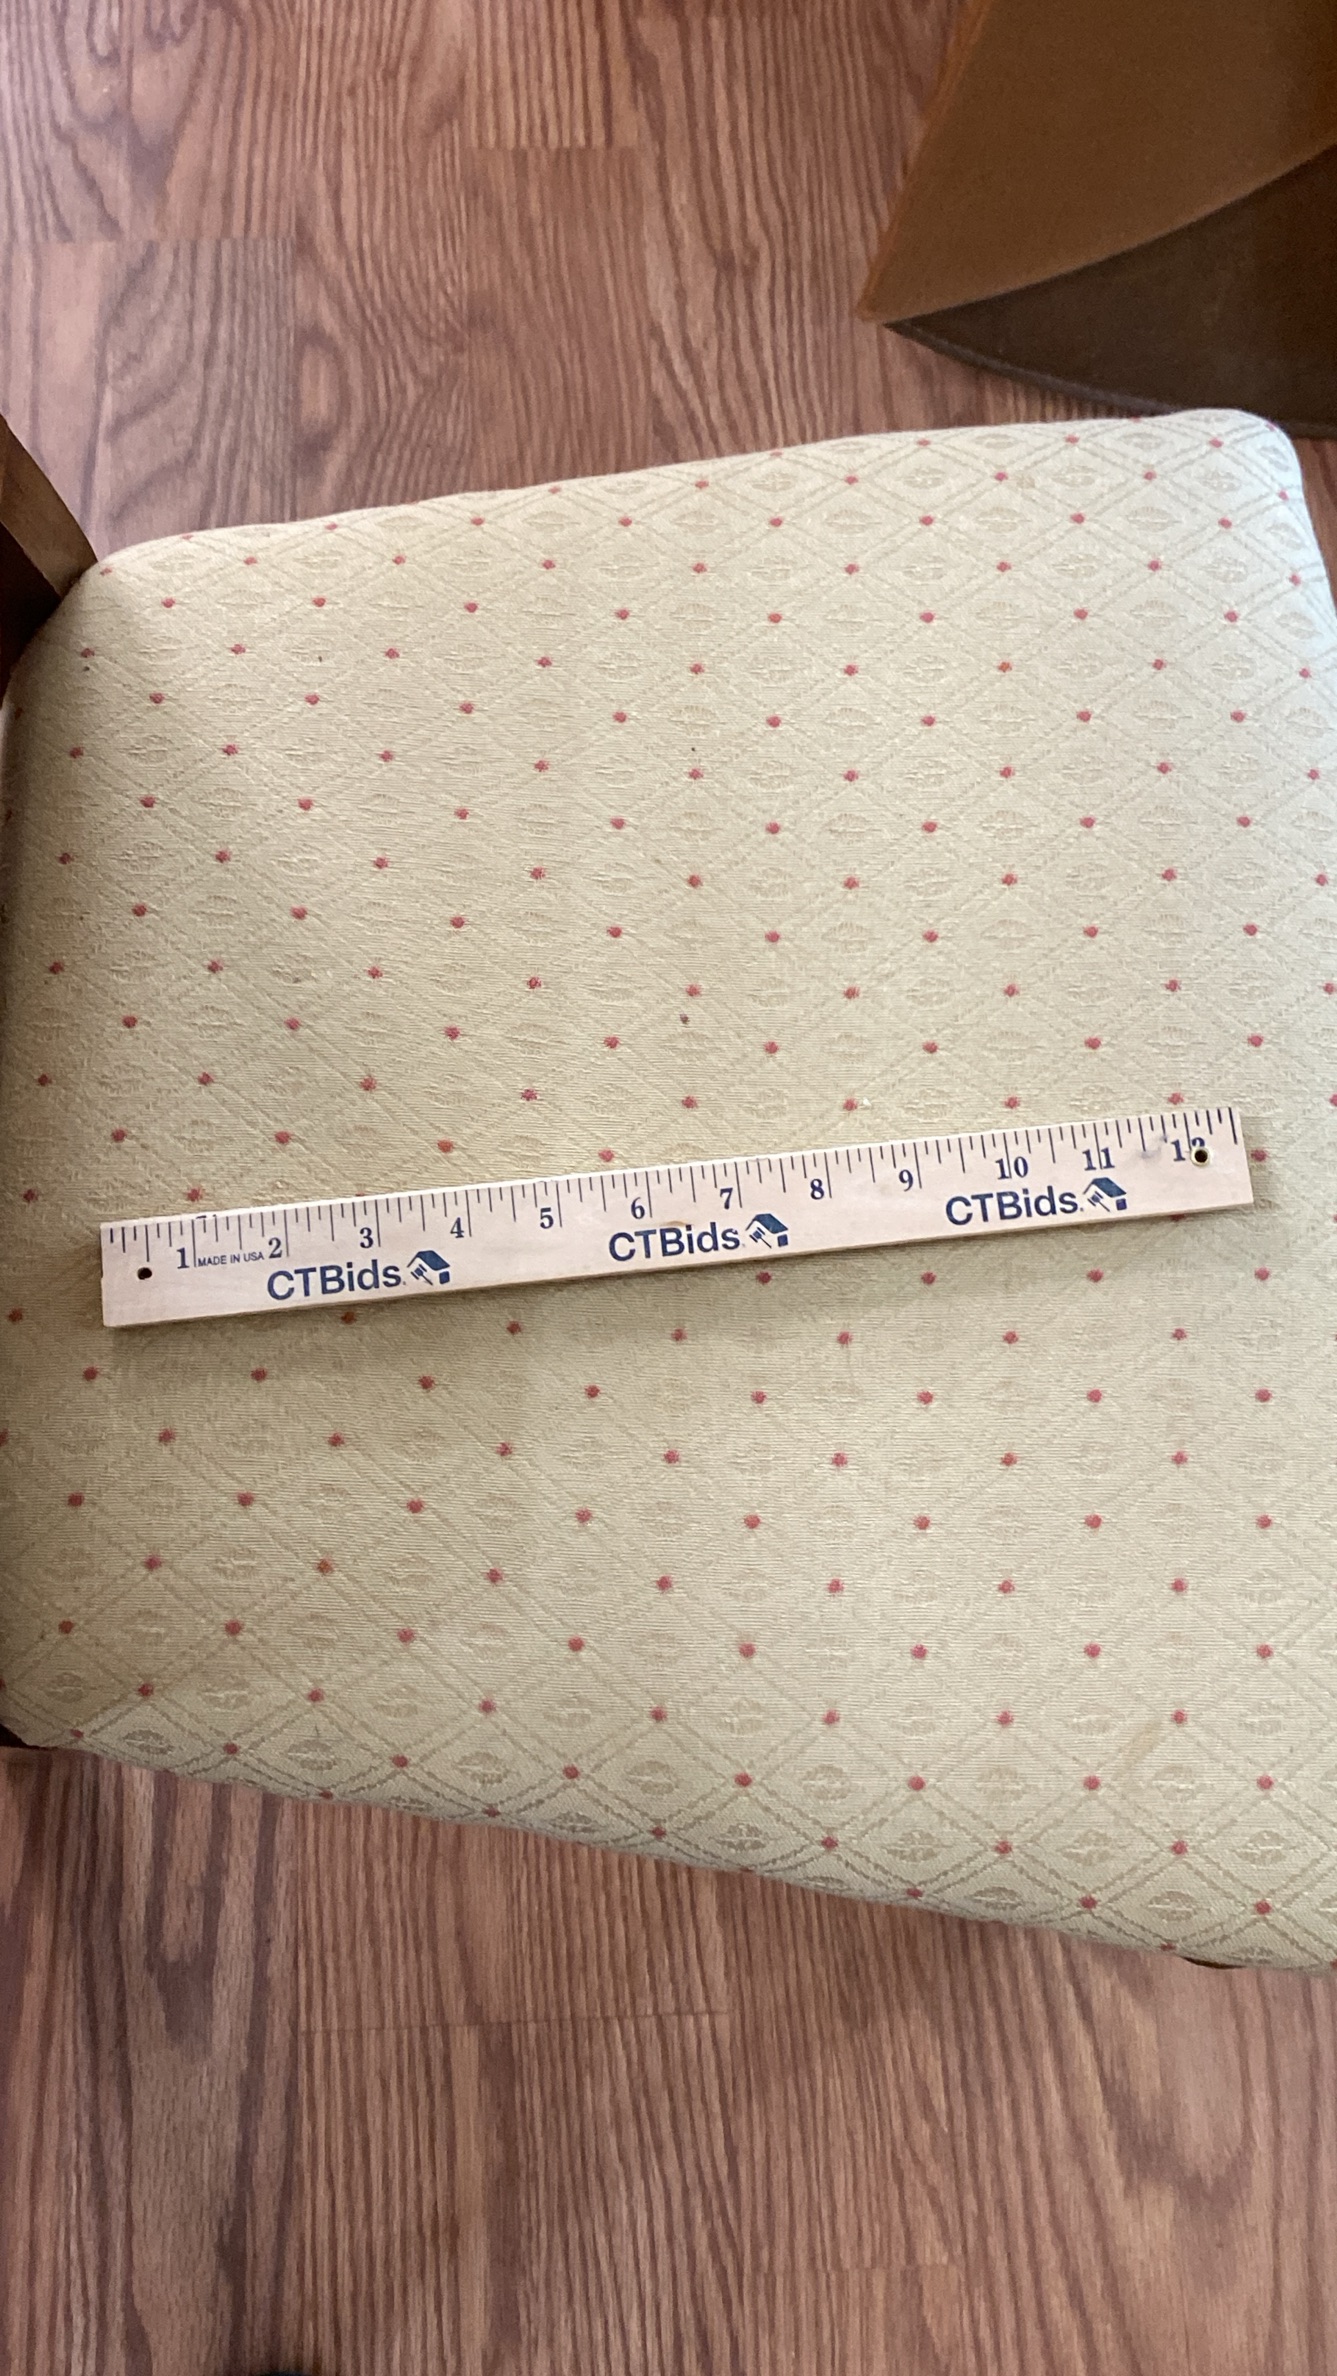 1 2 3 4 5 6 7 8 9 10 11 12
MADE IN USA
CTBids. CTBids. CTBids.